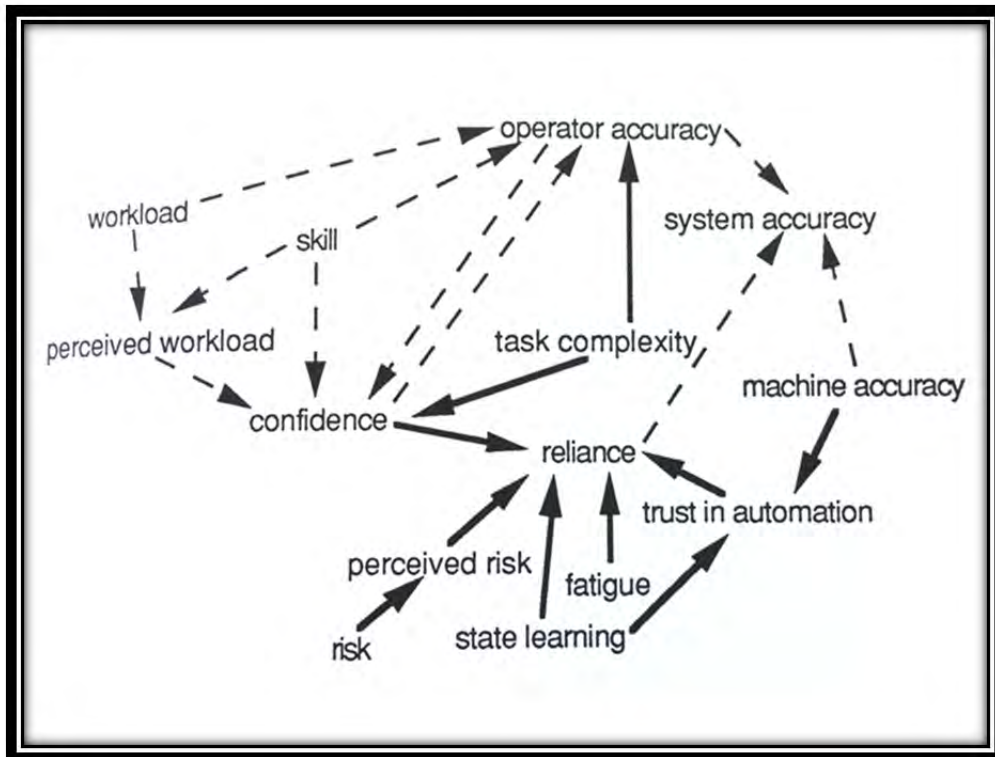 operator accuracy
workload
system accuracy
skill
perceived workload
task complexity
machine accuracy
confidence
reliance
trust in automation
perceived risk
fatigue
state learning
risk